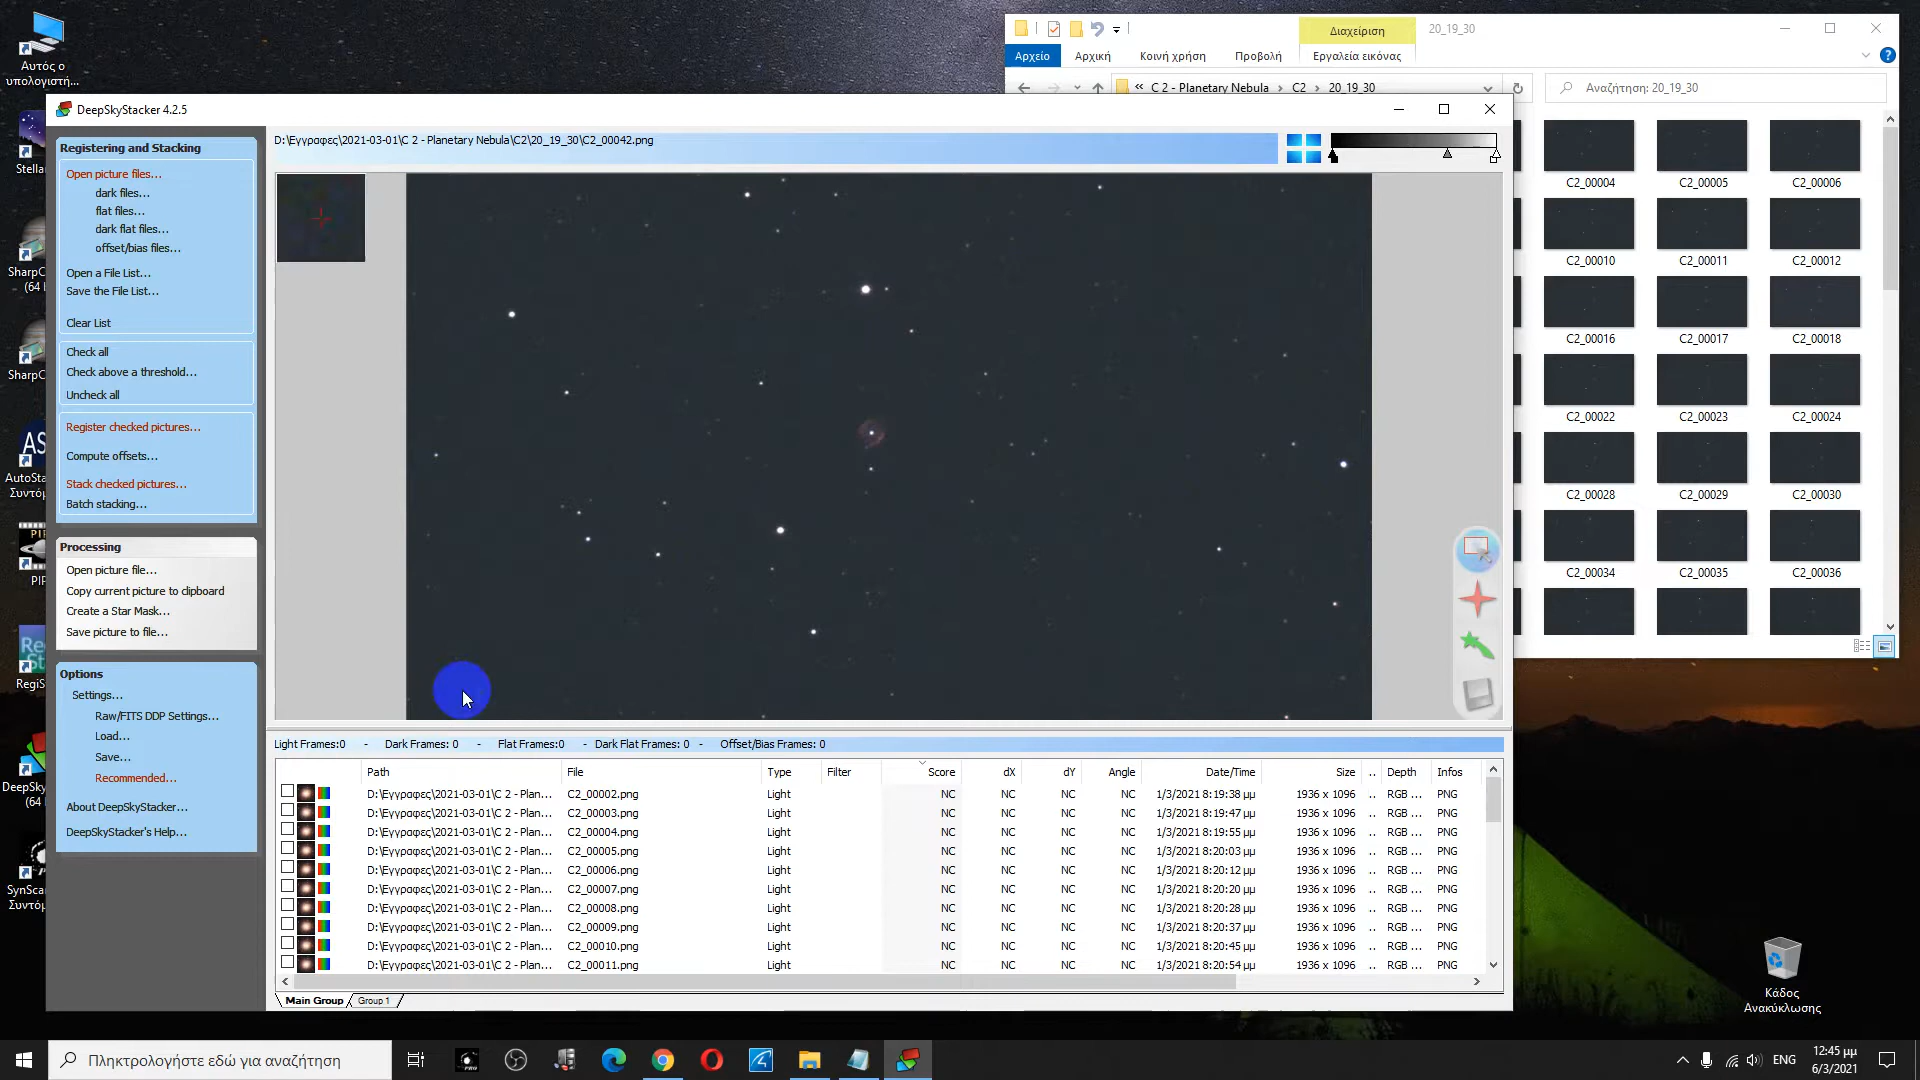 Αυτός ο
υπολογιστή...
Stella
SharpC
(64 l
SharpC
AutoSta
Συντόμ
PIP
RegiS
DeepSky
(64
SynSca
Συντόμ
Διαχείριση
20_19_30
Αρχείο
Αρχική
Κοινή χρήση
Προβολή
Εργαλεία εικόνας
« C 2 - Planetary Nebula > C2 > 20_19_30
Αναζήτηση: 20_19_30
C2_00004
C2_00005
C2_00006
C2_00010
C2_00011
C2_00012
C2_00016
C2_00017
C2_00018
C2_00022
C2_00023
C2_00024
C2_00028
C2_00029
C2_00030
C2_00034
C2_00035
C2_00036
DeepSkyStacker 4.2.5
Registering and Stacking
Open picture files...
dark files...
flat files...
dark flat files...
offset/bias files...
Open a File List...
Save the File List...
Clear List
Check all
Check above a threshold...
Uncheck all
Register checked pictures...
Compute offsets...
Stack checked pictures...
Batch stacking...
Processing
Open picture file...
Copy current picture to clipboard
Create a Star Mask...
Save picture to file...
Options
Settings...
Raw/FITS DDP Settings...
Load...
Save...
Recommended...
About DeepSkyStacker...
DeepSkyStacker's Help...
D:\Εγγραφες\2021-03-01\C 2 - Planetary Nebula\C2\20_19_30\C2_00042.png
Light Frames:0 - Dark Frames: 0 - Flat Frames:0 - Dark Flat Frames: 0 - Offset/Bias Frames: 0
Path File Type Filter Score dX dY Angle Date/Time Size .. Depth Infos
D:\Εγγραφες\2021-03-01\C 2 - Plan... C2_00002.png Light NC NC NC NC 1/3/2021 8:19:38 μμ 1936 x 1096 .. RGB ... PNG
D:\Εγγραφες\2021-03-01\C 2 - Plan... C2_00003.png Light NC NC NC NC 1/3/2021 8:19:47 μμ 1936 x 1096 .. RGB ... PNG
D:\Εγγραφες\2021-03-01\C 2 - Plan... C2_00004.png Light NC NC NC NC 1/3/2021 8:19:55 μμ 1936 x 1096 .. RGB ... PNG
D:\Εγγραφες\2021-03-01\C 2 - Plan... C2_00005.png Light NC NC NC NC 1/3/2021 8:20:03 μμ 1936 x 1096 .. RGB ... PNG
D:\Εγγραφες\2021-03-01\C 2 - Plan... C2_00006.png Light NC NC NC NC 1/3/2021 8:20:12 μμ 1936 x 1096 .. RGB ... PNG
D:\Εγγραφες\2021-03-01\C 2 - Plan... C2_00007.png Light NC NC NC NC 1/3/2021 8:20:20 μμ 1936 x 1096 .. RGB ... PNG
D:\Εγγραφες\2021-03-01\C 2 - Plan... C2_00008.png Light NC NC NC NC 1/3/2021 8:20:28 μμ 1936 x 1096 .. RGB ... PNG
D:\Εγγραφες\2021-03-01\C 2 - Plan... C2_00009.png Light NC NC NC NC 1/3/2021 8:20:37 μμ 1936 x 1096 .. RGB ... PNG
D:\Εγγραφες\2021-03-01\C 2 - Plan... C2_00010.png Light NC NC NC NC 1/3/2021 8:20:45 μμ 1936 x 1096 .. RGB ... PNG
D:\Εγγραφες\2021-03-01\C 2 - Plan... C2_00011.png Light NC NC NC NC 1/3/2021 8:20:54 μμ 1936 x 1096 .. RGB ... PNG
Main Group
Group 1
Κάδος
Ανακύκλωσης
Πληκτρολογήστε εδώ για αναζήτηση
ENG
12:45 μμ
6/3/2021